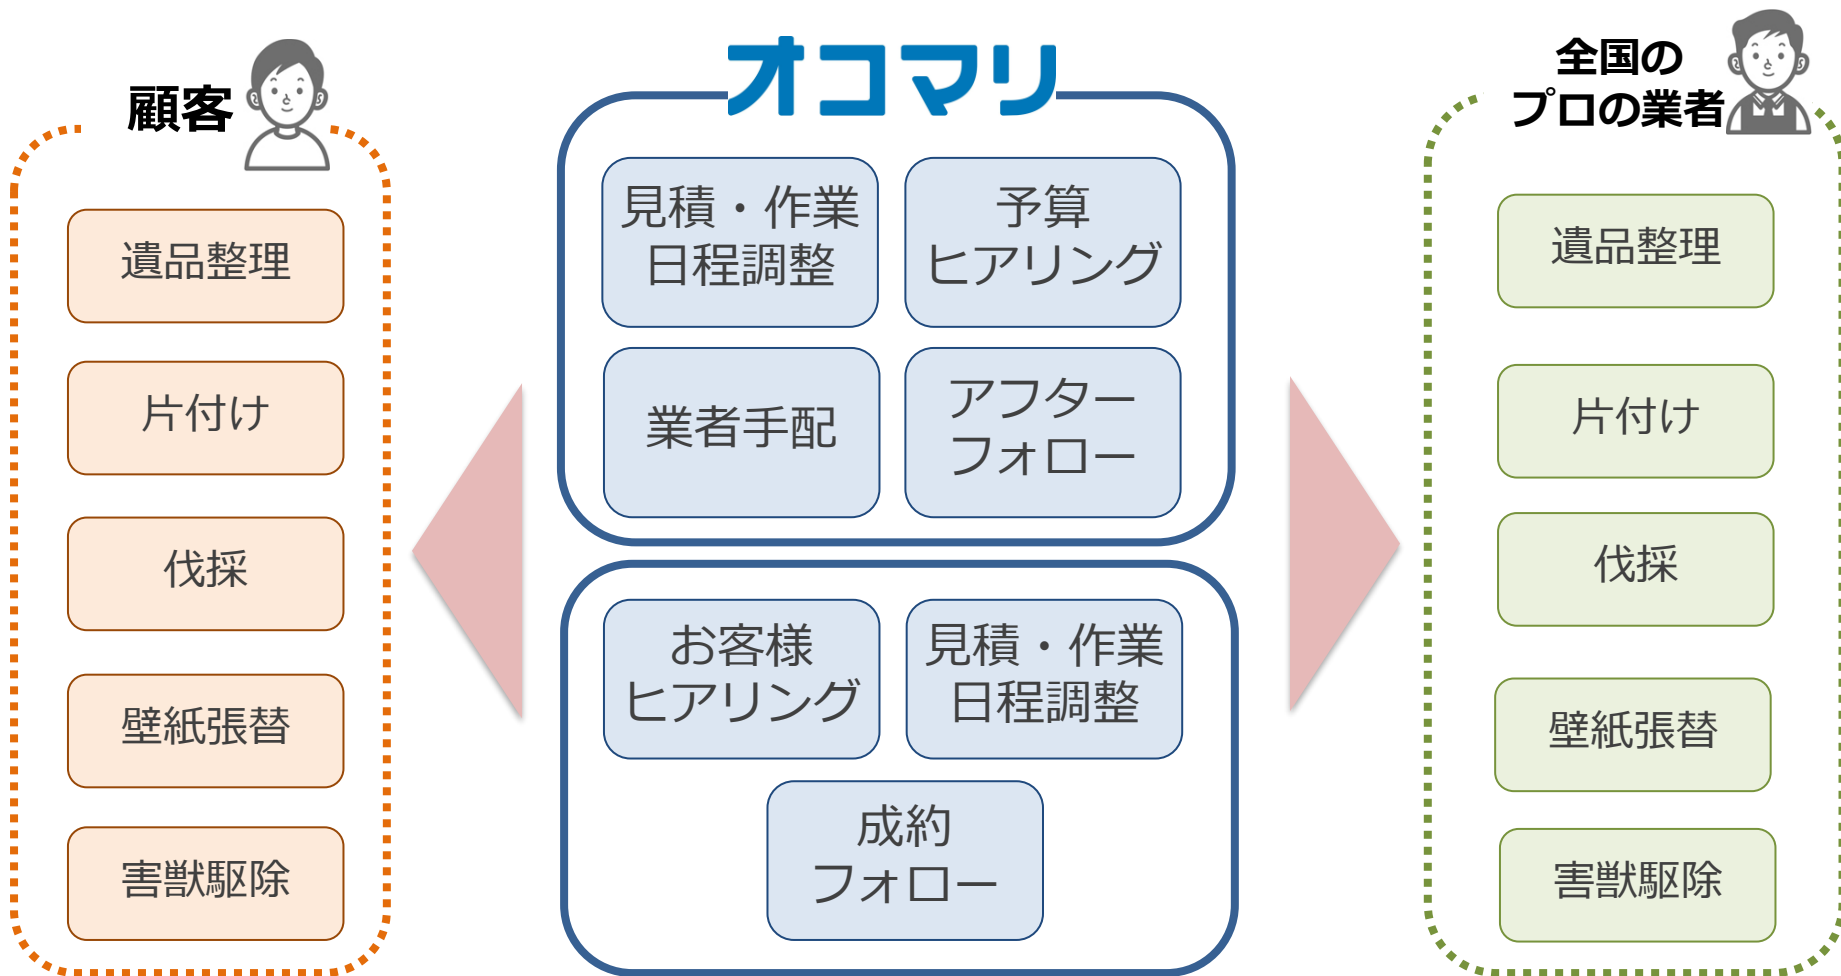 顧客
遺品整理
片付け
伐採
壁紙張替
害獣駆除
オコマリ
見積・作業
日程調整
予算
ヒアリング
業者手配
アフター
フォロー
お客様
ヒアリング
見積・作業
日程調整
成約
フォロー
全国の
プロの業者
遺品整理
片付け
伐採
壁紙張替
害獣駆除